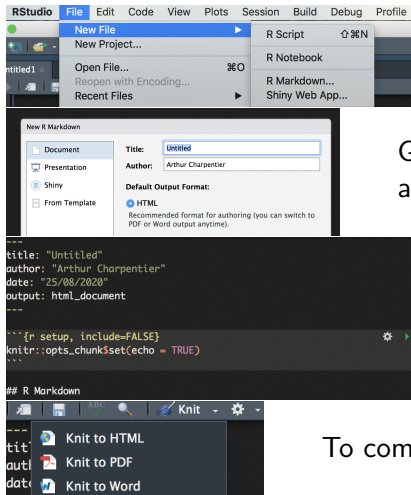 RStudio File Edit Code View Plots Session Build Debug Profile
New File ▶
New Project...
Open File... ⌘O
Reopen with Encoding...
Recent Files ▶
R Script ⇧⌘N
R Notebook
R Markdown...
Shiny Web App...
ntitled1
New R Markdown
Document
Presentation
Shiny
From Template
Title: Untitled
Author: Arthur Charpentier
Default Output Format:
HTML
Recommended format for authoring (you can switch to
PDF or Word output anytime).
G
a
---
title: "Untitled"
author: "Arthur Charpentier"
date: "25/08/2020"
output: html_document
---
```{r setup, include=FALSE}
knitr::opts_chunk$set(echo = TRUE)
```
## R Markdown
ABC Knit
---
tit
aut
date
Knit to HTML
Knit to PDF
Knit to Word
To com